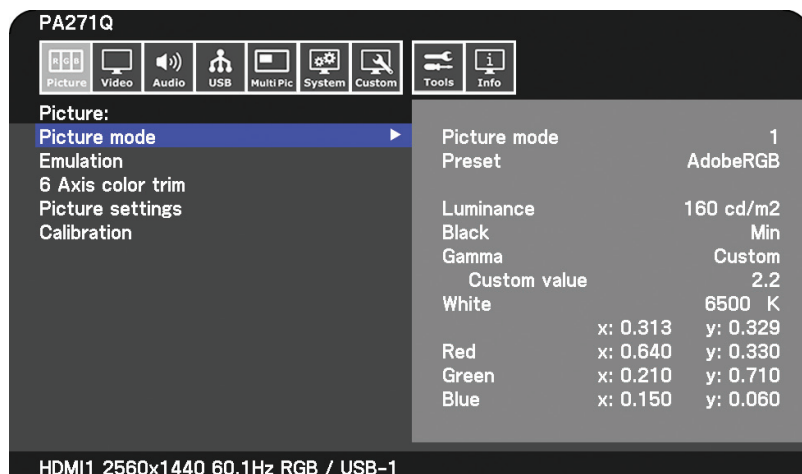 PA271Q
R G B
Picture Video Audio USB Multi Pic System Custom Tools Info
Picture:
Picture mode
Emulation
6 Axis color trim
Picture settings
Calibration
Picture mode 1
Preset AdobeRGB
Luminance 160 cd/m2
Black Min
Gamma Custom
Custom value 2.2
White 6500 K
x: 0.313 y: 0.329
Red x: 0.640 y: 0.330
Green x: 0.210 y: 0.710
Blue x: 0.150 y: 0.060
HDMI1 2560x1440 60.1Hz RGB / USB-1